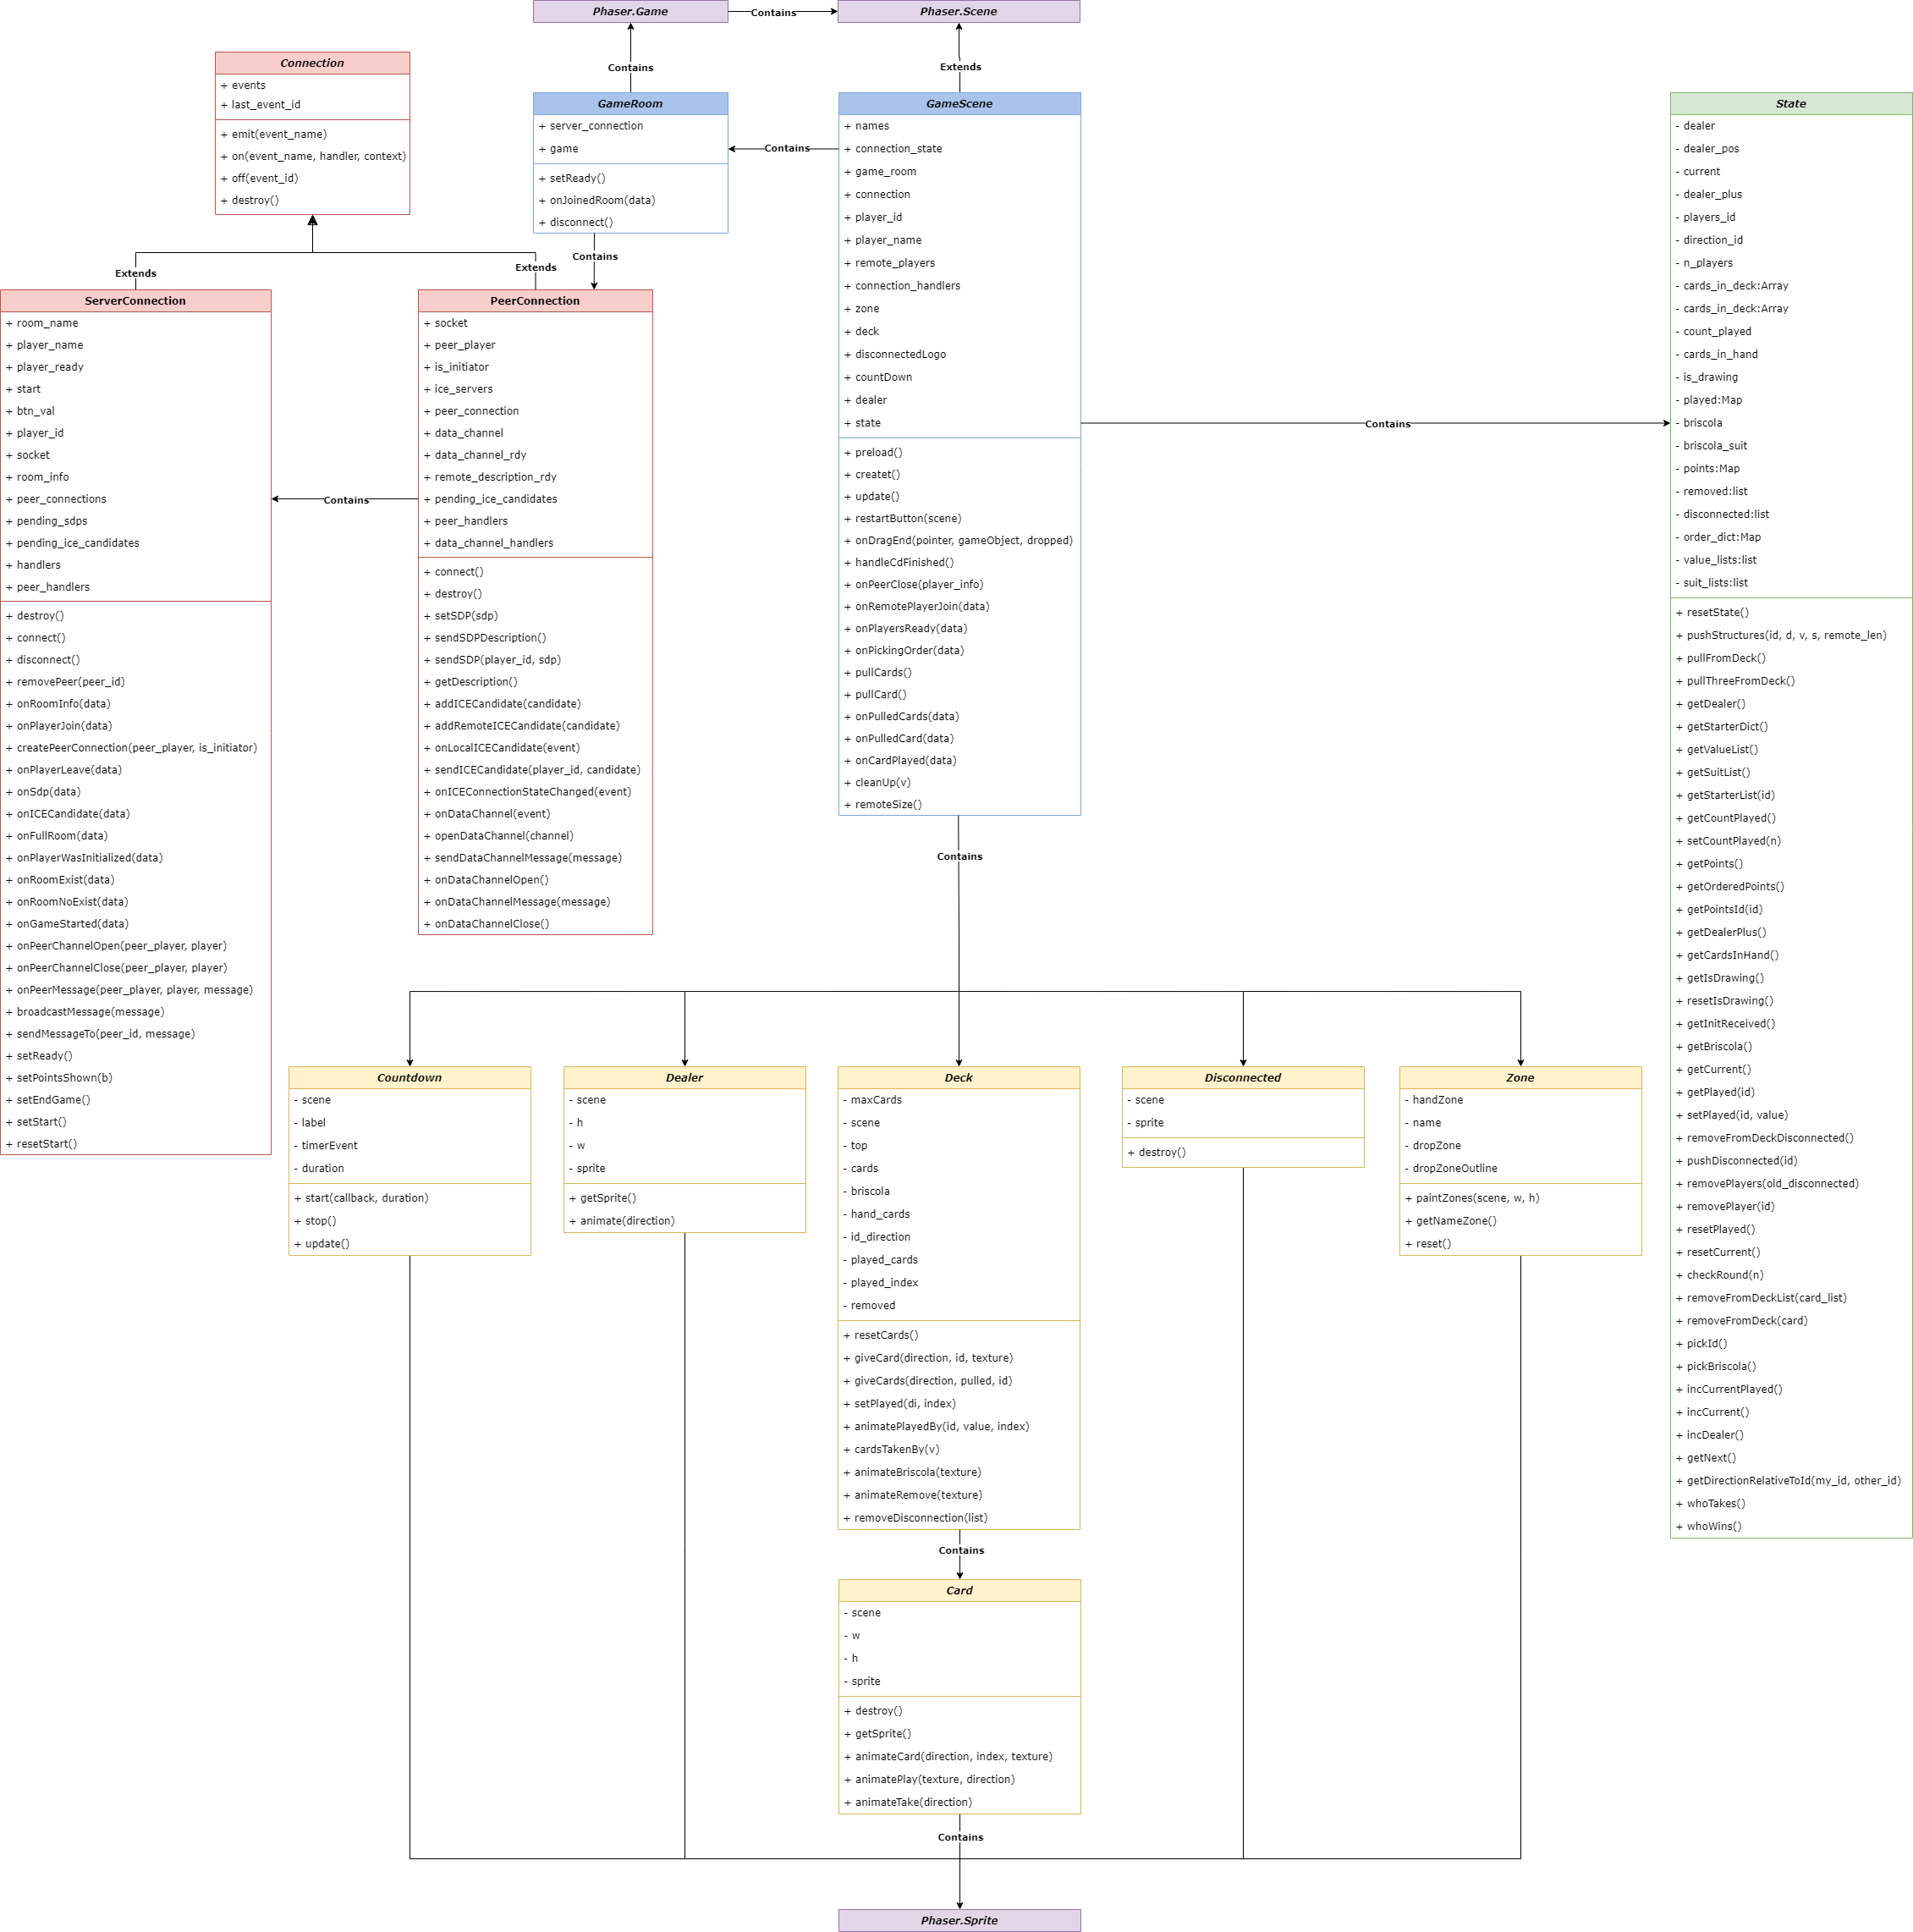 Phaser.Game
Contains
Phaser.Scene
Contains
Extends
Connection
+ events
+ last_event_id
+ emit(event_name)
+ on(event_name, handler, context)
+ off(event_id)
+ destroy()
Extends
Extends
GameRoom
+ server_connection
+ game
+ setReady()
+ onJoinedRoom(data)
+ disconnect()
Contains
Contains
GameScene
+ names
+ connection_state
+ game_room
+ connection
+ player_id
+ player_name
+ remote_players
+ connection_handlers
+ zone
+ deck
+ disconnectedLogo
+ countDown
+ dealer
+ state
+ preload()
+ createt()
+ update()
+ restartButton(scene)
+ onDragEnd(pointer, gameObject, dropped)
+ handleCdFinished()
+ onPeerClose(player_info)
+ onRemotePlayerJoin(data)
+ onPlayersReady(data)
+ onPickingOrder(data)
+ pullCards()
+ pullCard()
+ onPulledCards(data)
+ onPulledCard(data)
+ onCardPlayed(data)
+ cleanUp(v)
+ remoteSize()
Contains
State
- dealer
- dealer_pos
- current
- dealer_plus
- players_id
- direction_id
- n_players
- cards_in_deck:Array
- cards_in_deck:Array
- count_played
- cards_in_hand
- is_drawing
- played:Map
- briscola
- briscola_suit
- points:Map
- removed:list
- disconnected:list
- order_dict:Map
- value_lists:list
- suit_lists:list
+ resetState()
+ pushStructures(id, d, v, s, remote_len)
+ pullFromDeck()
+ pullThreeFromDeck()
+ getDealer()
+ getStarterDict()
+ getValueList()
+ getSuitList()
+ getStarterList(id)
+ getCountPlayed()
+ setCountPlayed(n)
+ getPoints()
+ getOrderedPoints()
+ getPointsId(id)
+ getDealerPlus()
+ getCardsInHand()
+ getIsDrawing()
+ resetIsDrawing()
+ getInitReceived()
+ getBriscola()
+ getCurrent()
+ getPlayed(id)
+ setPlayed(id, value)
+ removeFromDeckDisconnected()
+ pushDisconnected(id)
+ removePlayers(old_disconnected)
+ removePlayer(id)
+ resetPlayed()
+ resetCurrent()
+ checkRound(n)
+ removeFromDeckList(card_list)
+ removeFromDeck(card)
+ pickId()
+ pickBriscola()
+ incCurrentPlayed()
+ incCurrent()
+ incDealer()
+ getNext()
+ getDirectionRelativeToId(my_id, other_id)
+ whoTakes()
+ whoWins()
ServerConnection
+ room_name
+ player_name
+ player_ready
+ start
+ btn_val
+ player_id
+ socket
+ room_info
+ peer_connections
+ pending_sdps
+ pending_ice_candidates
+ handlers
+ peer_handlers
+ destroy()
+ connect()
+ disconnect()
+ removePeer(peer_id)
+ onRoomInfo(data)
+ onPlayerJoin(data)
+ createPeerConnection(peer_player, is_initiator)
+ onPlayerLeave(data)
+ onSdp(data)
+ onICECandidate(data)
+ onFullRoom(data)
+ onPlayerWasInitialized(data)
+ onRoomExist(data)
+ onRoomNoExist(data)
+ onGameStarted(data)
+ onPeerChannelOpen(peer_player, player)
+ onPeerChannelClose(peer_player, player)
+ onPeerMessage(peer_player, player, message)
+ broadcastMessage(message)
+ sendMessageTo(peer_id, message)
+ setReady()
+ setPointsShown(b)
+ setEndGame()
+ setStart()
+ resetStart()
Contains
PeerConnection
+ socket
+ peer_player
+ is_initiator
+ ice_servers
+ peer_connection
+ data_channel
+ data_channel_rdy
+ remote_description_rdy
+ pending_ice_candidates
+ peer_handlers
+ data_channel_handlers
+ connect()
+ destroy()
+ setSDP(sdp)
+ sendSDPDescription()
+ sendSDP(player_id, sdp)
+ getDescription()
+ addICECandidate(candidate)
+ addRemoteICECandidate(candidate)
+ onLocalICECandidate(event)
+ sendICECandidate(player_id, candidate)
+ onICEConnectionStateChanged(event)
+ onDataChannel(event)
+ openDataChannel(channel)
+ sendDataChannelMessage(message)
+ onDataChannelOpen()
+ onDataChannelMessage(message)
+ onDataChannelClose()
Contains
Countdown
- scene
- label
- timerEvent
- duration
+ start(callback, duration)
+ stop()
+ update()
Dealer
- scene
- h
- w
- sprite
+ getSprite()
+ animate(direction)
Deck
- maxCards
- scene
- top
- cards
- briscola
- hand_cards
- id_direction
- played_cards
- played_index
- removed
+ resetCards()
+ giveCard(direction, id, texture)
+ giveCards(direction, pulled, id)
+ setPlayed(di, index)
+ animatePlayedBy(id, value, index)
+ cardsTakenBy(v)
+ animateBriscola(texture)
+ animateRemove(texture)
+ removeDisconnection(list)
Disconnected
- scene
- sprite
+ destroy()
Zone
- handZone
- name
- dropZone
- dropZoneOutline
+ paintZones(scene, w, h)
+ getNameZone()
+ reset()
Contains
Card
- scene
- w
- h
- sprite
+ destroy()
+ getSprite()
+ animateCard(direction, index, texture)
+ animatePlay(texture, direction)
+ animateTake(direction)
Contains
Phaser.Sprite